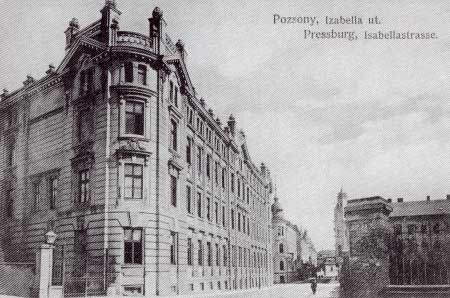 Pozsony, Izabella ut.
Pressburg, Isabellastrasse.